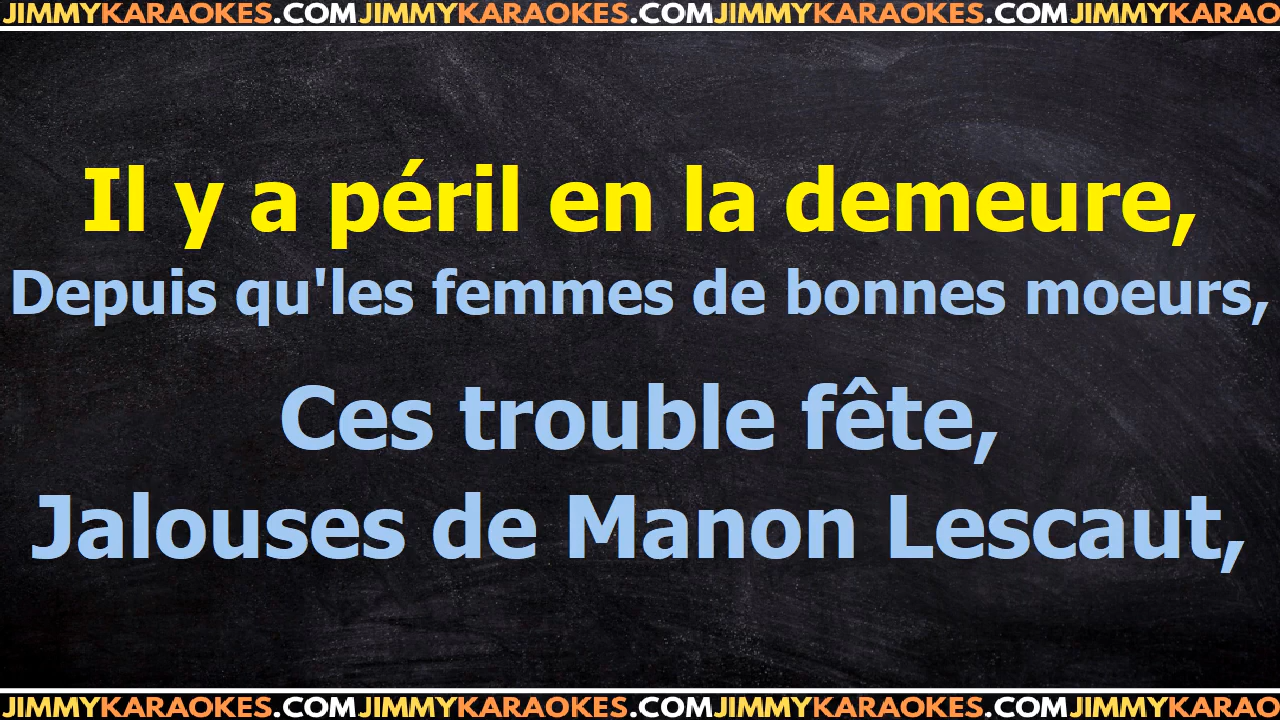 JIMMYKARAOKES.COMJIMMYKARAOKES.COMJIMMYKARAOKES.COMJIMMYKARAO
Il y a péril en la demeure,
Depuis qu'les femmes de bonnes moeurs,
Ces trouble fête,
Jalouses de Manon Lescaut,
JIMMYKARAOKES.COMJIMMYKARAOKES.COMJIMMYKARAOKES.COMJIMMYKARAO